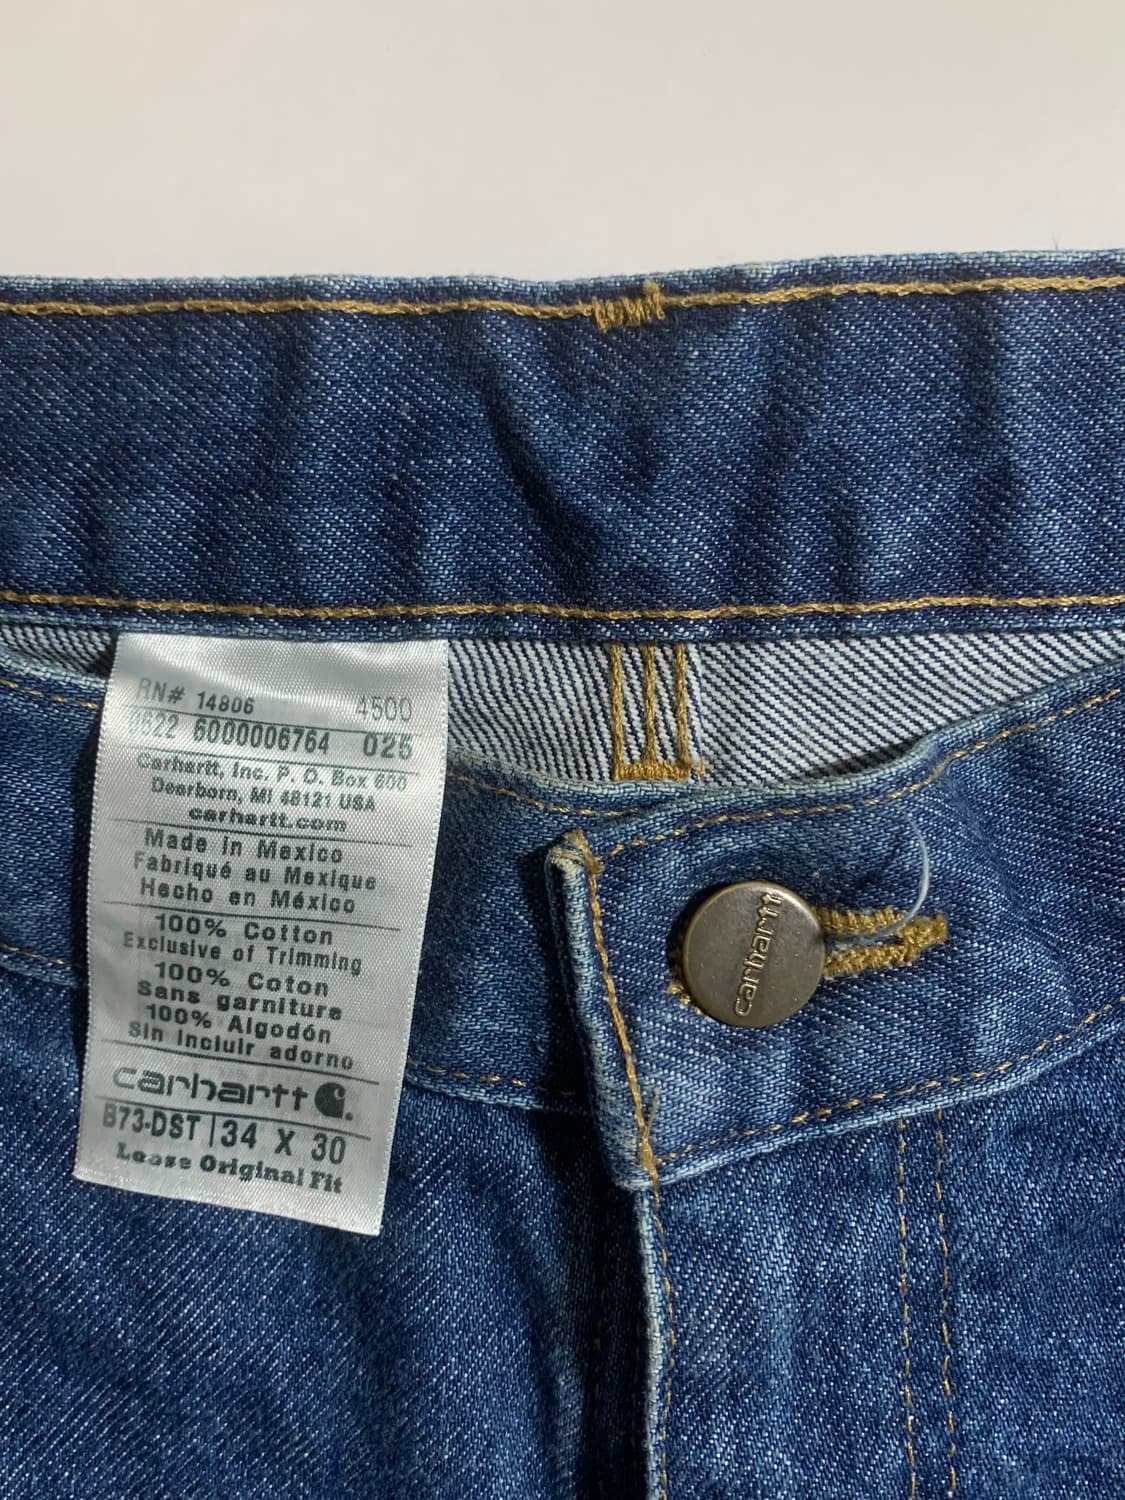 RN# 14806 4500
6000006764 025
Carhartt, Inc. P. O. Box 600
Dearborn, MI 48121 USA
carhartt.com
Made in Mexico
Fabriqué au Mexique
Hecho en México
100% Cotton
Exclusive of Trimming
100% Coton
Sans garniture
100% Algodón
Sin incluir adorno
carhartt
B73-DST | 34 X 30
Loose Original Fit
carhartt